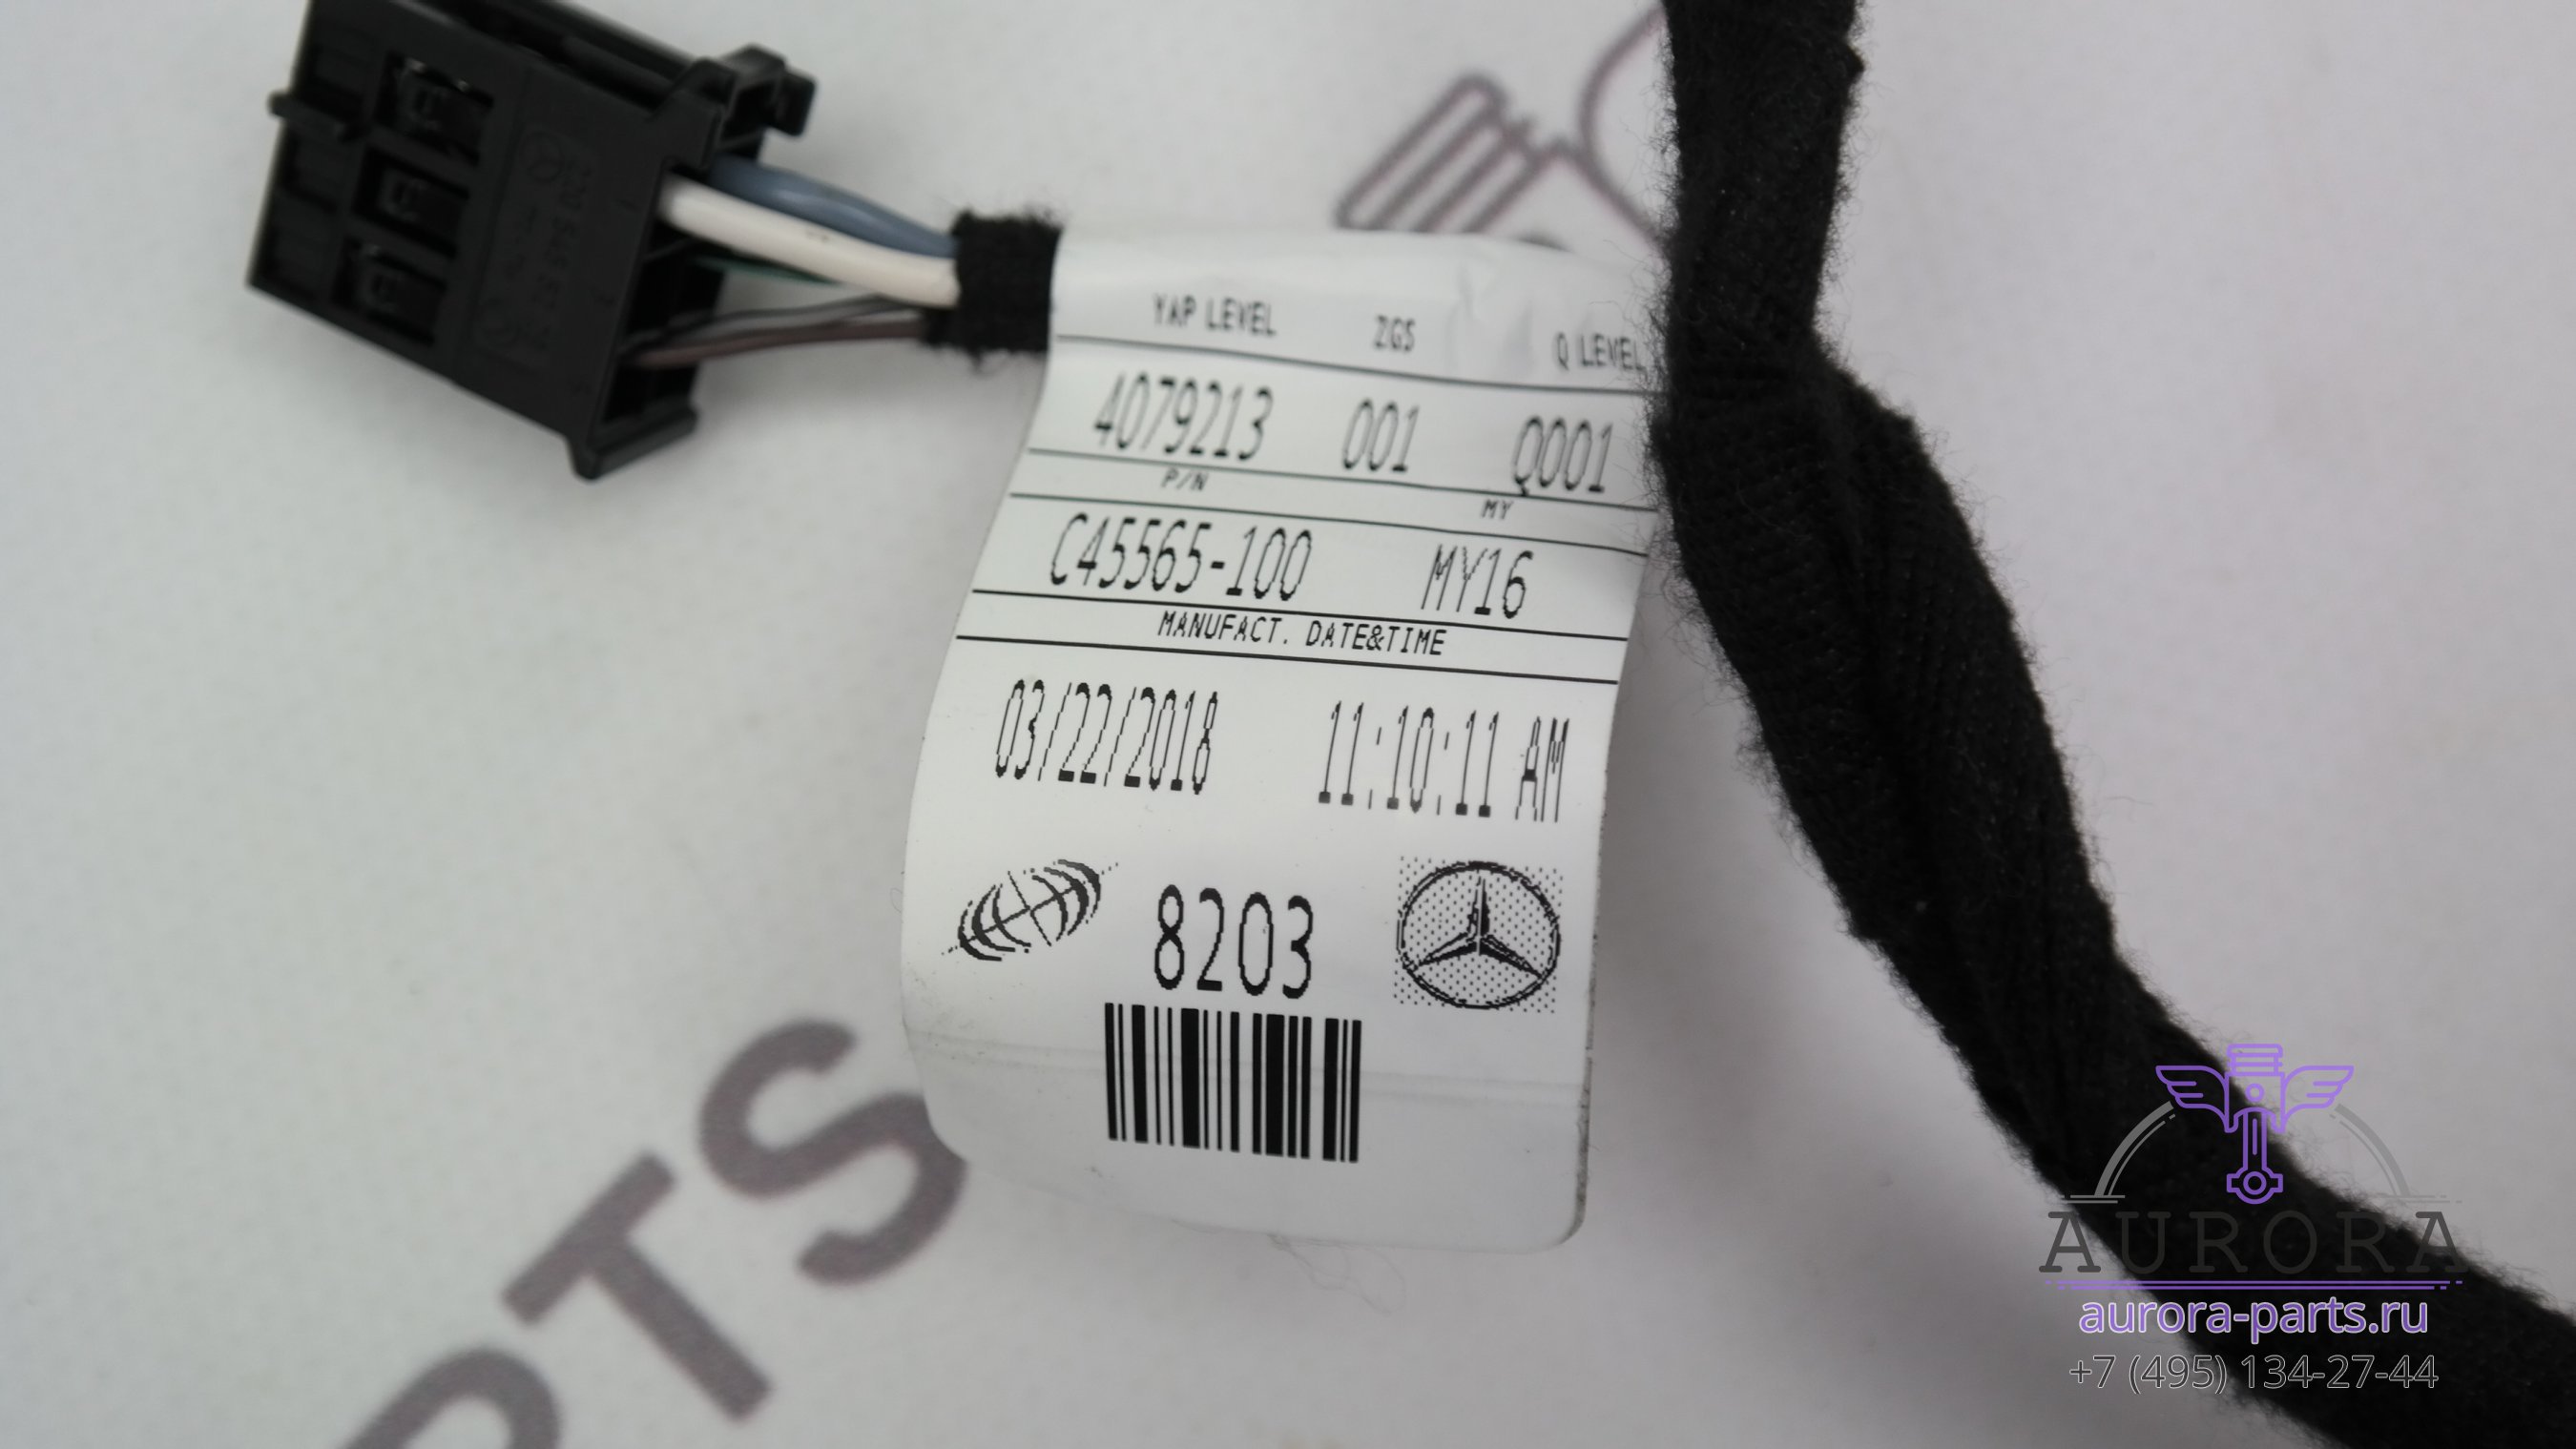 YAP LEVEL ZGS Q LEVEL
4079213 001 Q001
P/N MY
C45565-100 MY16
MANUFACT. DATE&TIME
03/22/2018 11:10:11 AM
8203
PTS
AURORA
aurora-parts.ru
+7 (495) 134-27-44